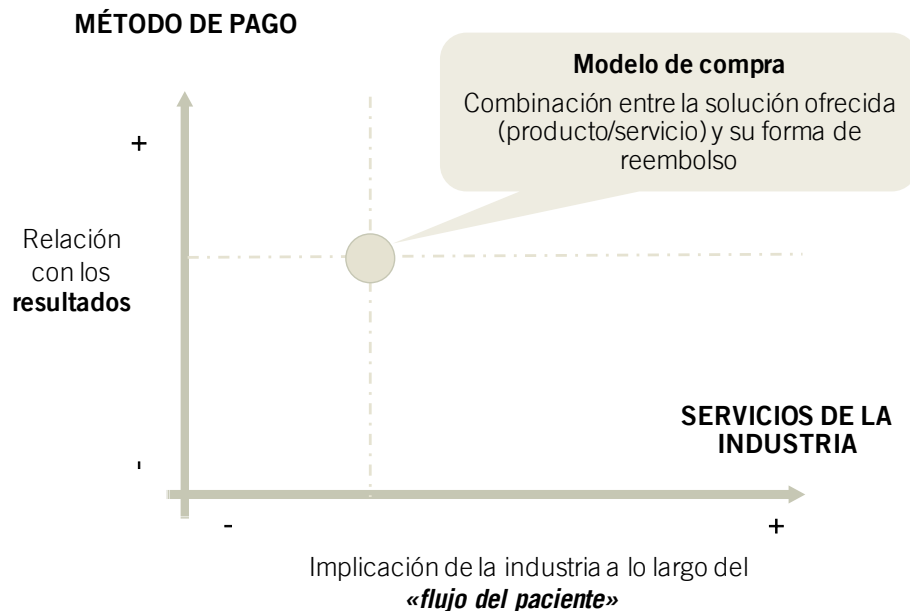 MÉTODO DE PAGO
Modelo de compra
Combinación entre la solución ofrecida
(producto/servicio) y su forma de
reembolso
+
Relación
con los
resultados
-
SERVICIOS DE LA
INDUSTRIA
-
+
Implicación de la industria a lo largo del
«flujo del paciente»